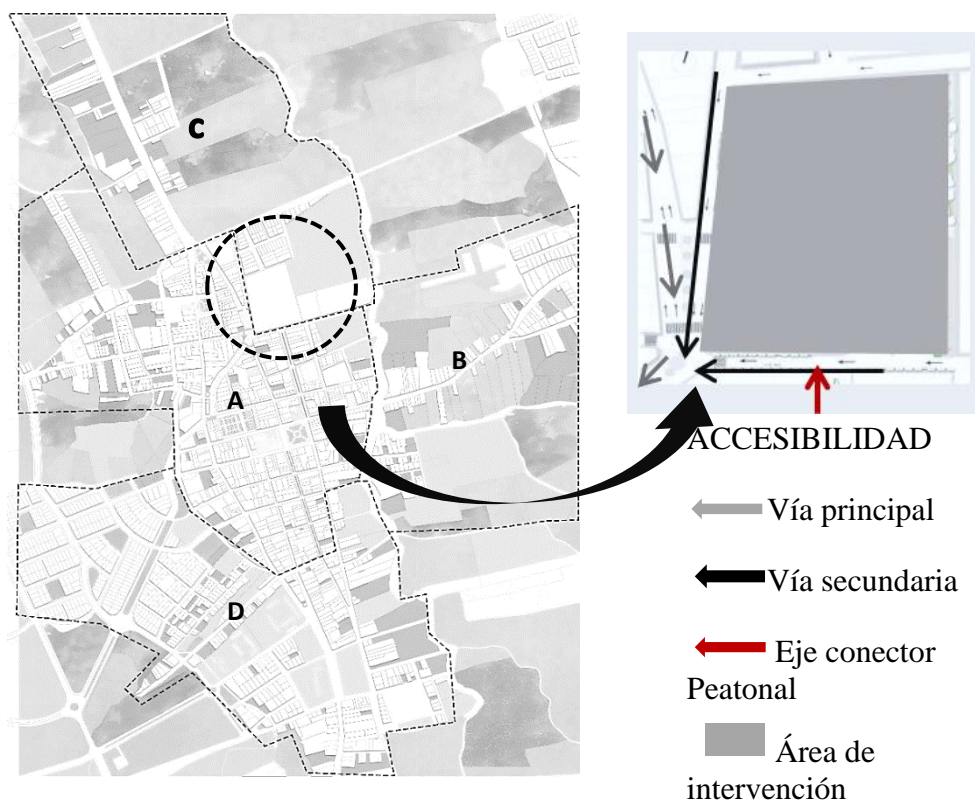 C
B
A
D
ACCESIBILIDAD
Vía principal
Vía secundaria
Eje conector
Peatonal
Área de
intervención